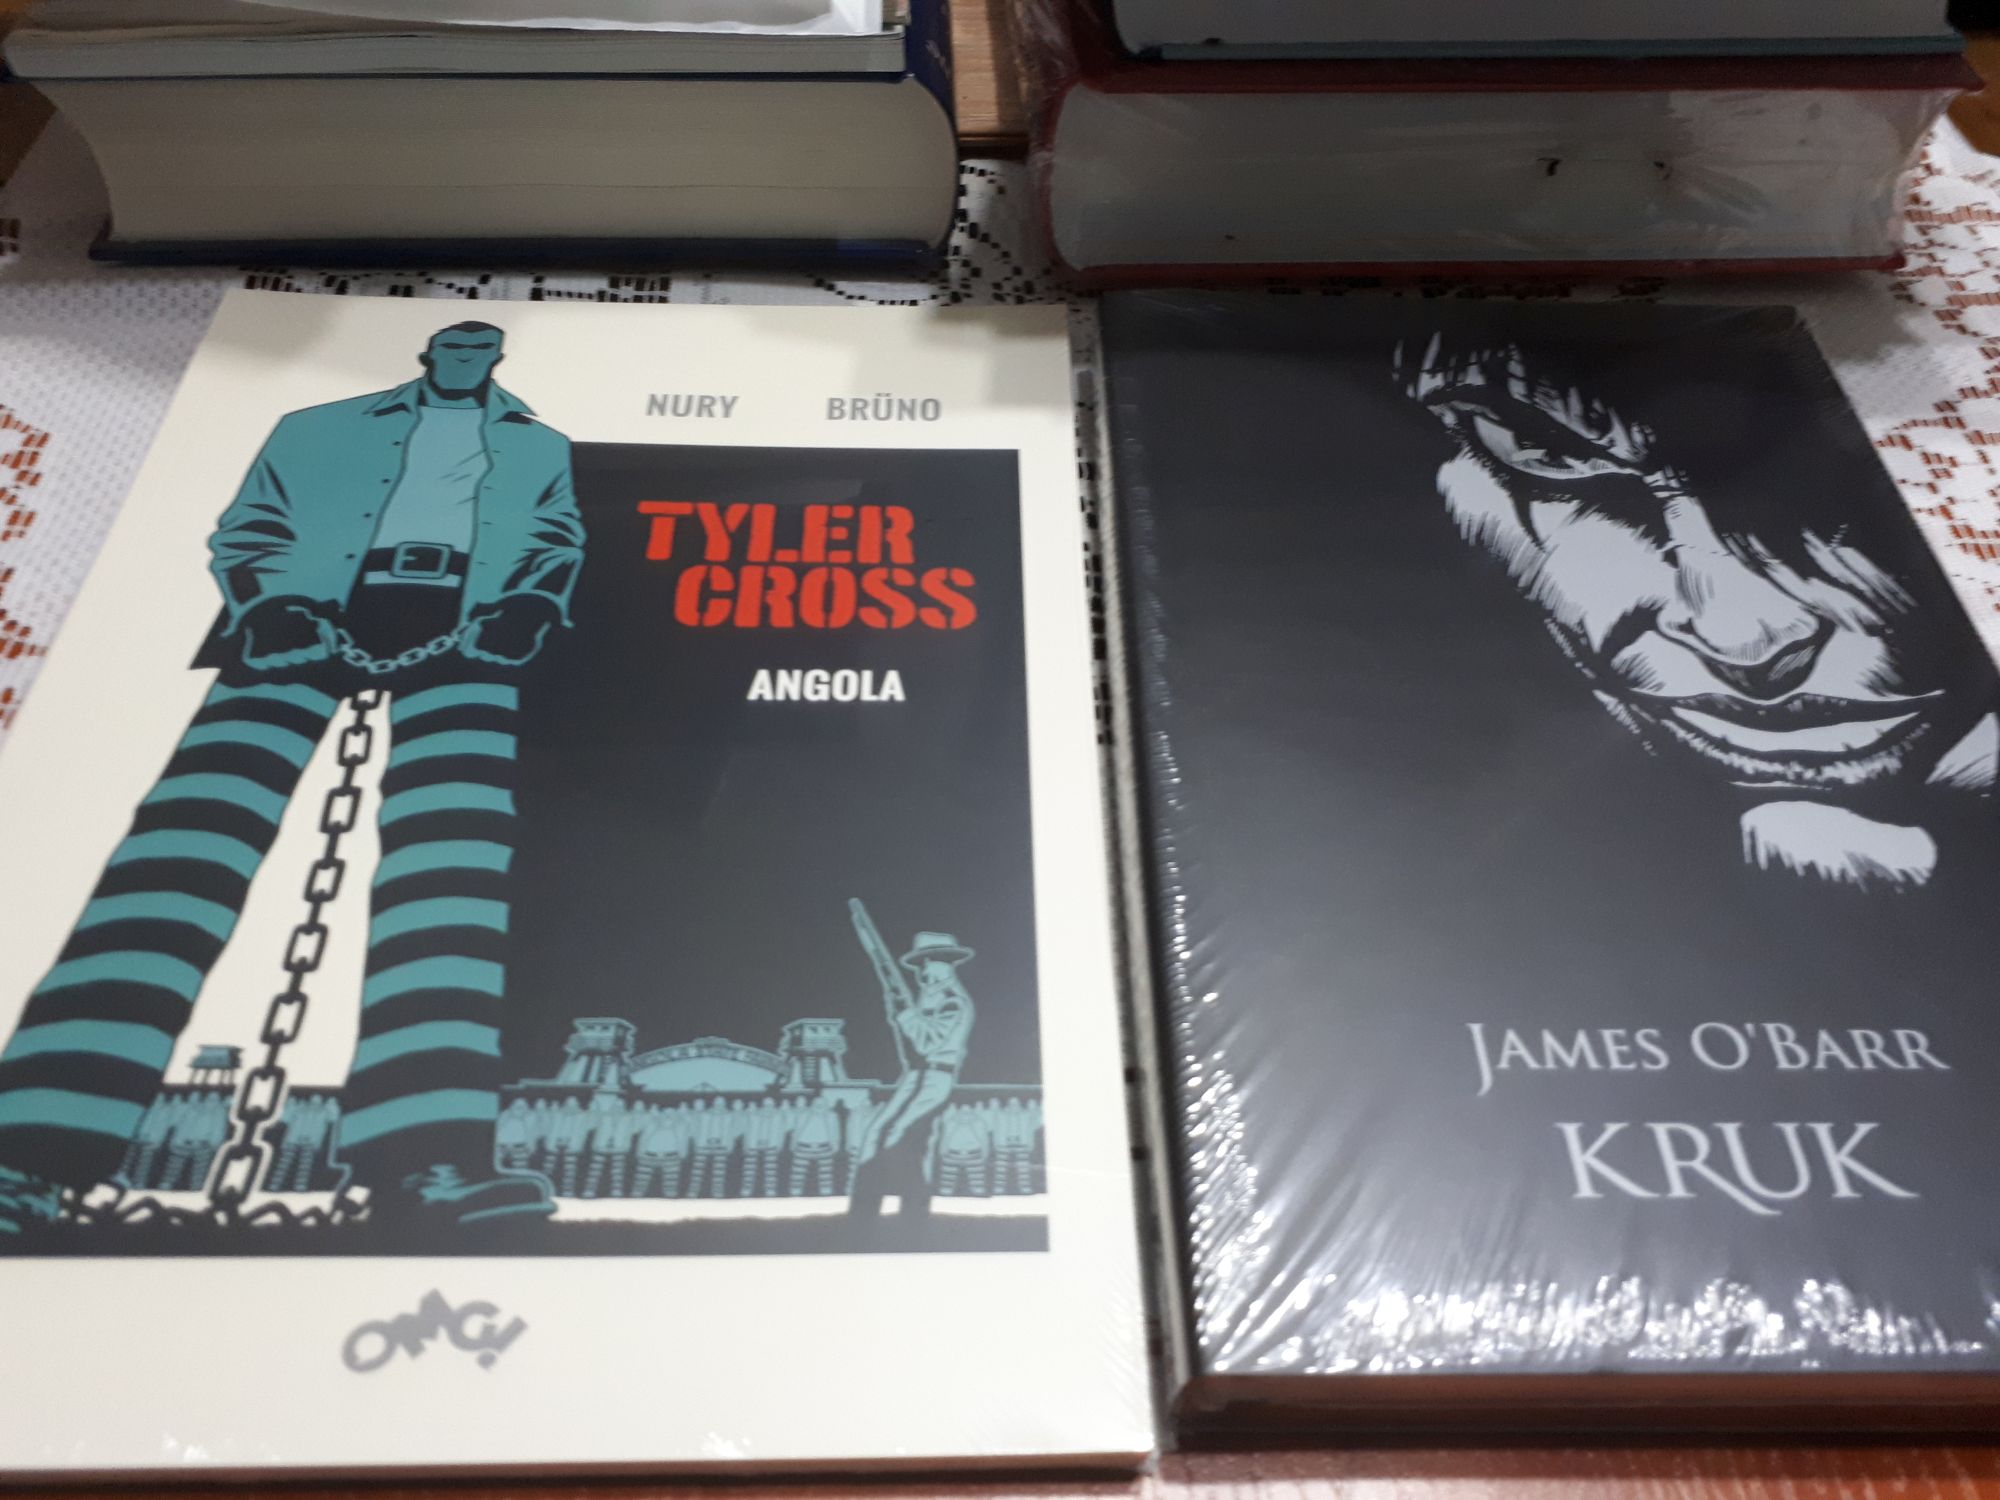 NURY BRÜNO
TYLER
CROSS
ANGOLA
OMG!
JAMES O'BARR
KRUK